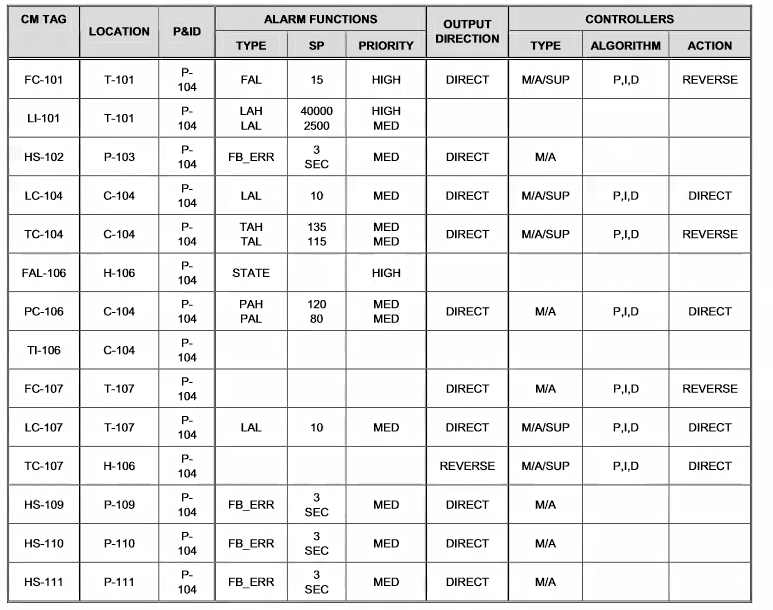 CM TAG LOCATION P&ID ALARM FUNCTIONS OUTPUT DIRECTION CONTROLLERS
TYPE SP PRIORITY TYPE ALGORITHM ACTION
FC-101 T-101 P-104 FAL 15 HIGH DIRECT M/A/SUP P,I,D REVERSE
LI-101 T-101 P-104 LAH 40000 HIGH
LAL 2500 MED
HS-102 P-103 P-104 FB_ERR 3 SEC MED DIRECT M/A
LC-104 C-104 P-104 LAL 10 MED DIRECT M/A/SUP P,I,D DIRECT
TC-104 C-104 P-104 TAH 135 MED DIRECT M/A/SUP P,I,D REVERSE
TAL 115 MED
FAL-106 H-106 P-104 STATE HIGH
PC-106 C-104 P-104 PAH 120 MED DIRECT M/A P,I,D DIRECT
PAL 80 MED
TI-106 C-104 P-104
FC-107 T-107 P-104 DIRECT M/A P,I,D REVERSE
LC-107 T-107 P-104 LAL 10 MED DIRECT M/A/SUP P,I,D DIRECT
TC-107 H-106 P-104 REVERSE M/A/SUP P,I,D DIRECT
HS-109 P-109 P-104 FB_ERR 3 SEC MED DIRECT M/A
HS-110 P-110 P-104 FB_ERR 3 SEC MED DIRECT M/A
HS-111 P-111 P-104 FB_ERR 3 SEC MED DIRECT M/A